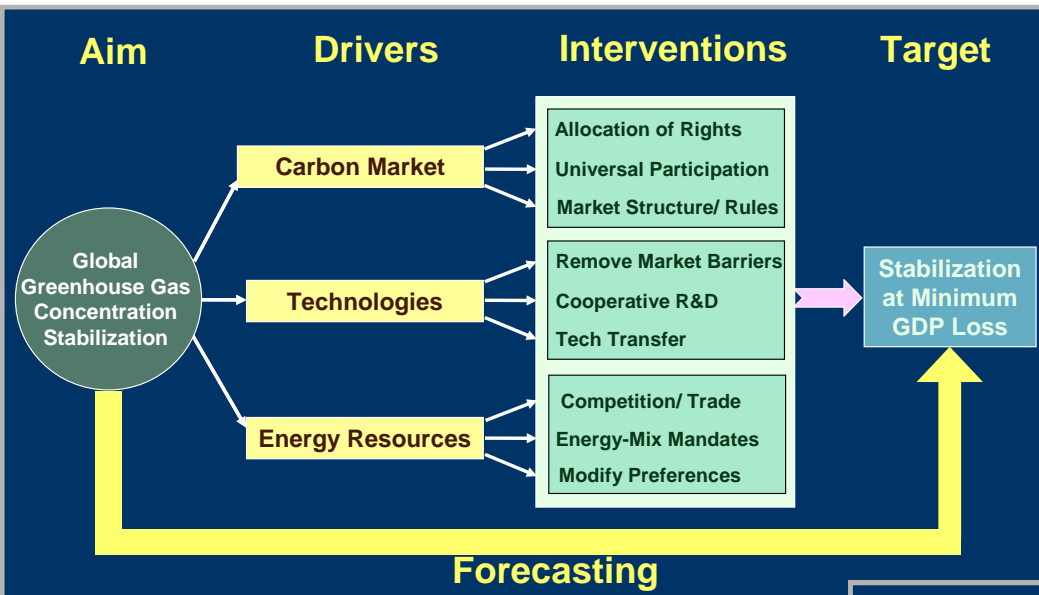 Aim
Drivers
Interventions
Target
Global
Greenhouse Gas
Concentration
Stabilization
Carbon Market
Technologies
Energy Resources
Allocation of Rights
Universal Participation
Market Structure/ Rules
Remove Market Barriers
Cooperative R&D
Tech Transfer
Competition/ Trade
Energy-Mix Mandates
Modify Preferences
Stabilization
at Minimum
GDP Loss
Forecasting